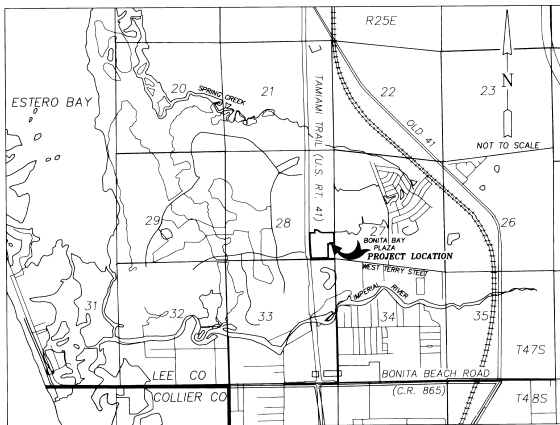 R25E
20
21
22
23
SPRING CREEK
ESTERO BAY
TAMIAMI TRAIL (U.S. RT. 41)
OLD 41
N
NOT TO SCALE
29
28
27
26
BONITA BAY
PLAZA
PROJECT LOCATION
WEST TERRY STEET
IMPERIAL RIVER
31
32
33
34
35
T47S
LEE CO
BONITA BEACH ROAD
COLLIER CO
(C.R. 865)
T48S